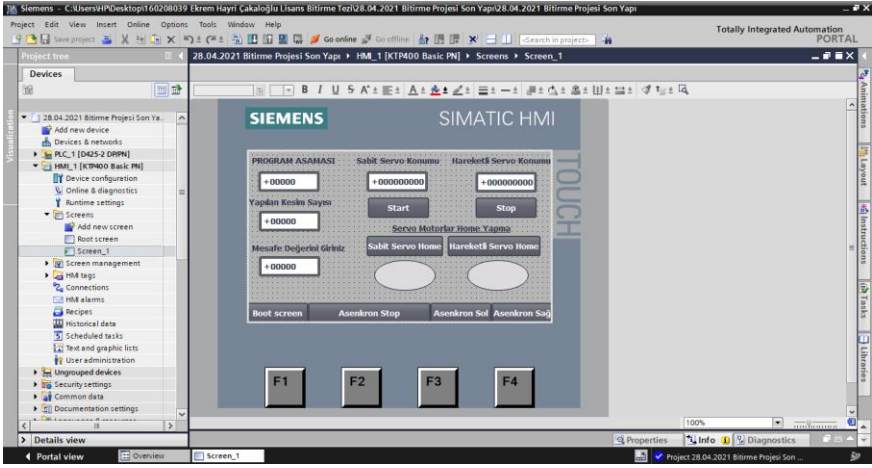 Siemens - C:\Users\HP\Desktop\160208039 Ekrem Hayri Çakaloğlu Lisans Bitirme Tezi\28.04.2021 Bitirme Projesi Son Yapı\28.04.2021 Bitirme Projesi Son Yapı
Project Edit View Insert Online Options Tools Window Help
Totally Integrated Automation
PORTAL
Save project Go online Go offline <Search in project>
Project tree
28.04.2021 Bitirme Projesi Son Yapı HMI_1 [KTP400 Basic PN] Screens Screen_1
Devices
28.04.2021 Bitirme Projesi Son Ya..
Add new device
Devices & networks
PLC_1 [D425-2 DP/PN]
HMI_1 [KTP400 Basic PN]
Device configuration
Online & diagnostics
Runtime settings
Screens
Add new screen
Root screen
Screen_1
Screen management
HMI tags
Connections
HMI alarms
Recipes
Historical data
Scheduled tasks
Text and graphic lists
User administration
Ungrouped devices
Security settings
Common data
Documentation settings
Details view
Visualization
B I U S A
SIEMENS SIMATIC HMI
TOUCH
PROGRAM ASAMASI Sabit Servo Konumu Hareketli Servo Konumu
+00000 +000000000 +000000000
Yapılan Kesim Sayısı Start Stop
+00000
Servo Motorlar Home Yapma
Mesafe Değerini Giriniz Sabit Servo Home Hareketli Servo Home
+00000
Boot screen Asenkron Stop Asenkron Sol Asenkron Sağ
F1 F2 F3 F4
100%
Animations
Layout
Instructions
Tasks
Libraries
Properties Info Diagnostics
Portal view Overview Screen_1
Project 28.04.2021 Bitirme Projesi Son ...